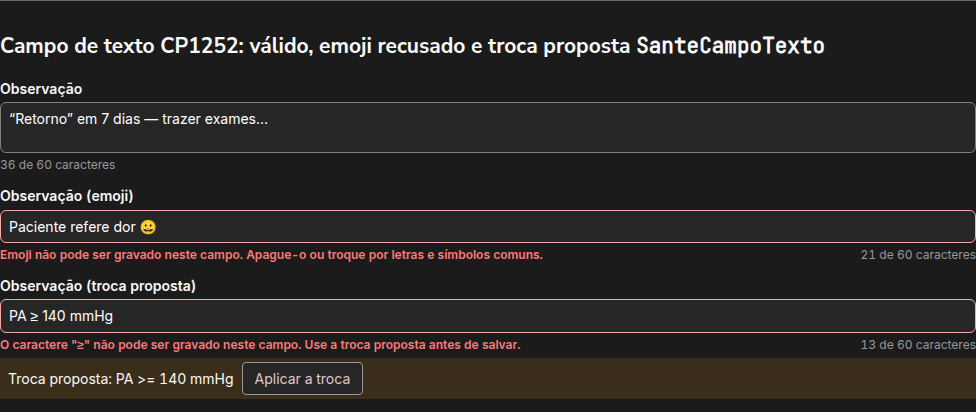 Campo de texto CP1252: válido, emoji recusado e troca proposta SanteCampoTexto
Observação
“Retorno” em 7 dias — trazer exames…
36 de 60 caracteres
Observação (emoji)
Paciente refere dor 😀
Emoji não pode ser gravado neste campo. Apague-o ou troque por letras e símbolos comuns.
21 de 60 caracteres
Observação (troca proposta)
PA ≥ 140 mmHg
O caractere "≥" não pode ser gravado neste campo. Use a troca proposta antes de salvar.
13 de 60 caracteres
Troca proposta: PA >= 140 mmHg
Aplicar a troca